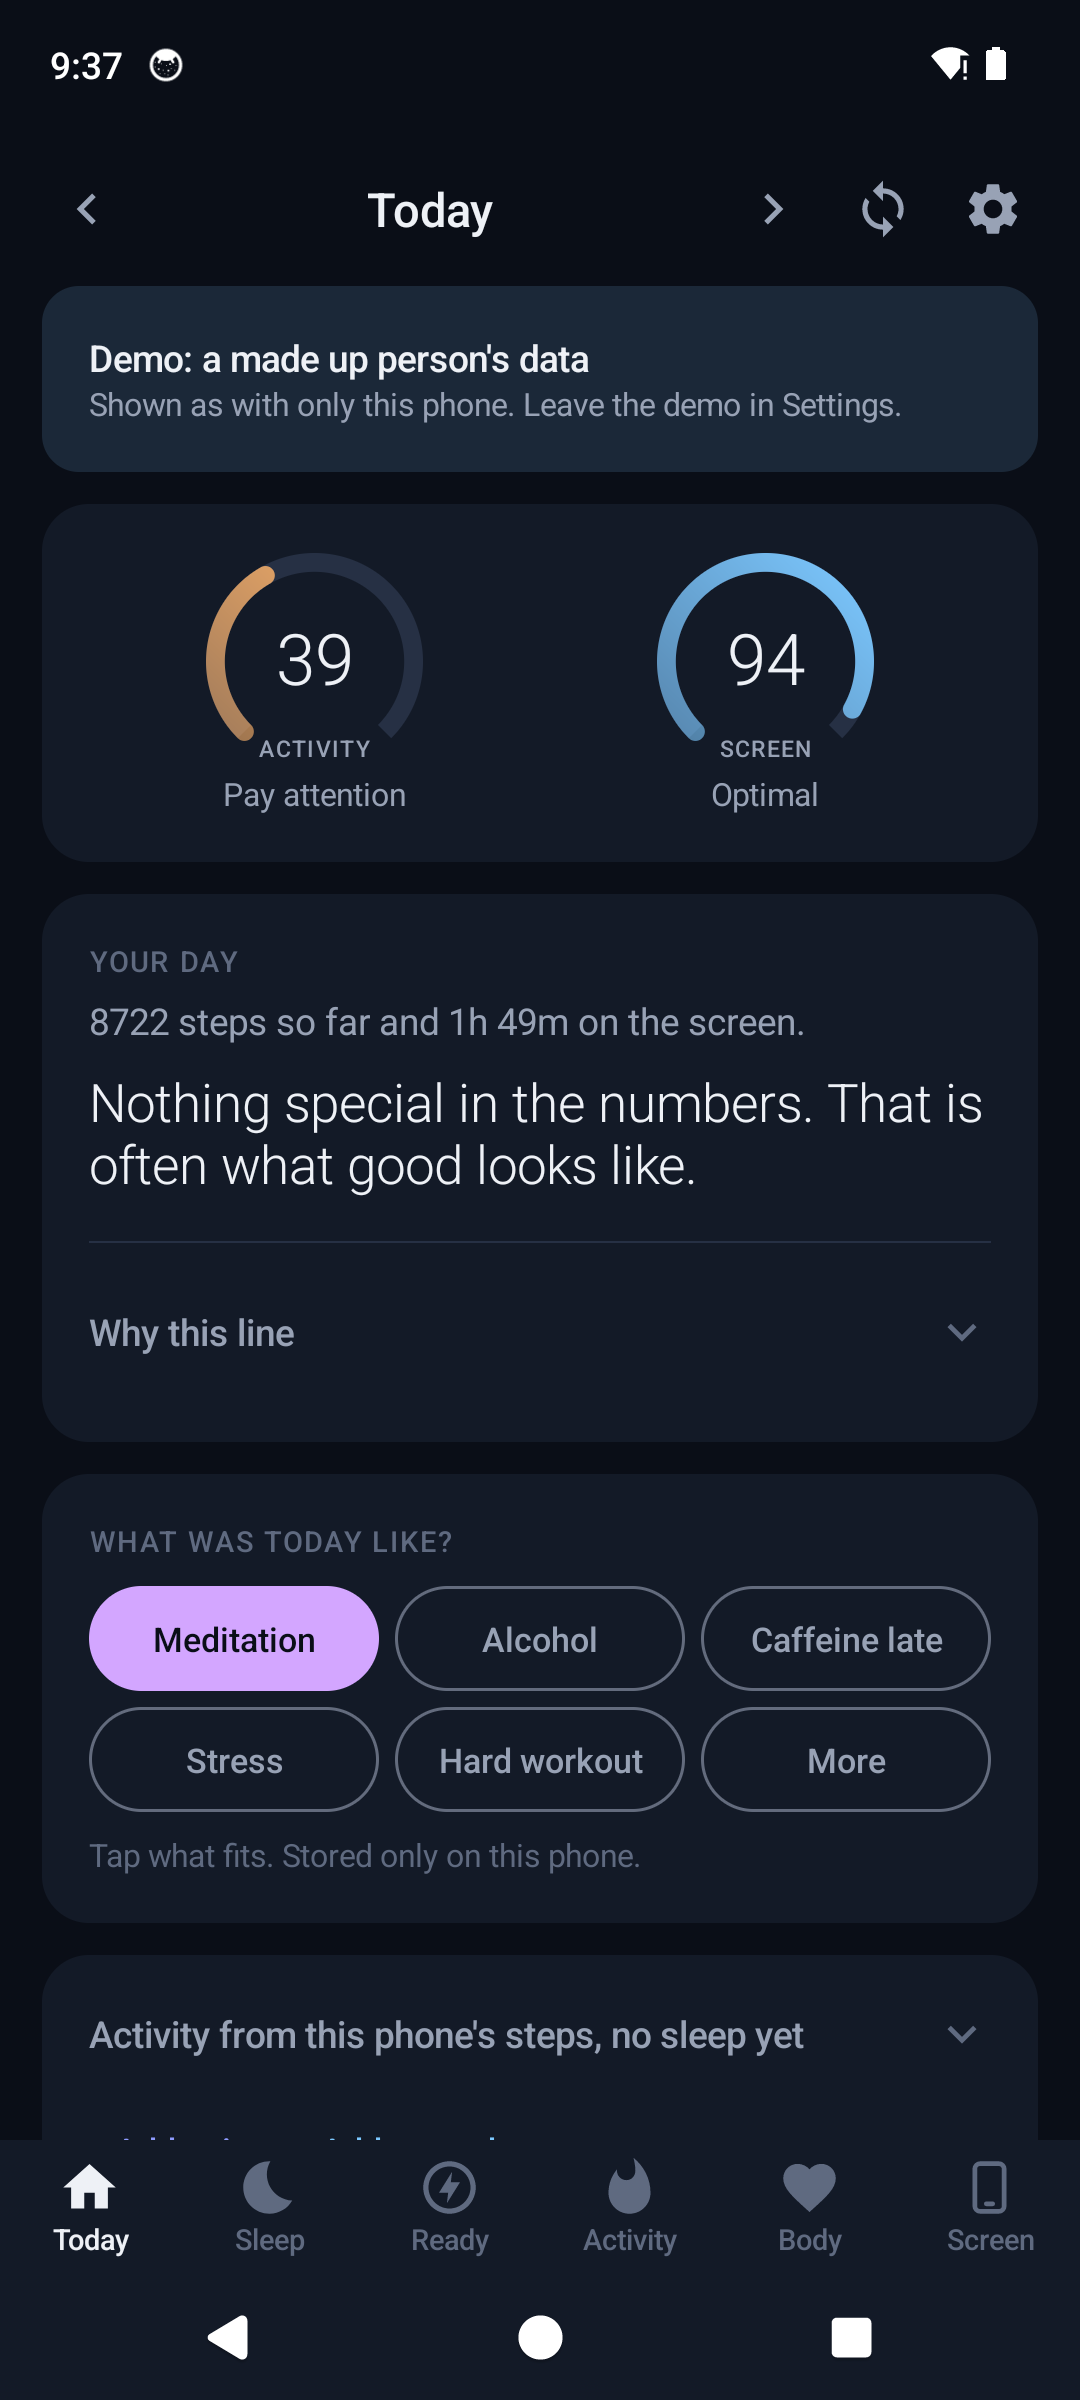 9:37
Today
Demo: a made up person's data
Shown as with only this phone. Leave the demo in Settings.
39
ACTIVITY
Pay attention
94
SCREEN
Optimal
YOUR DAY
8722 steps so far and 1h 49m on the screen.
Nothing special in the numbers. That is
often what good looks like.
Why this line
WHAT WAS TODAY LIKE?
Meditation
Alcohol
Caffeine late
Stress
Hard workout
More
Tap what fits. Stored only on this phone.
Activity from this phone's steps, no sleep yet
Today
Sleep
Ready
Activity
Body
Screen